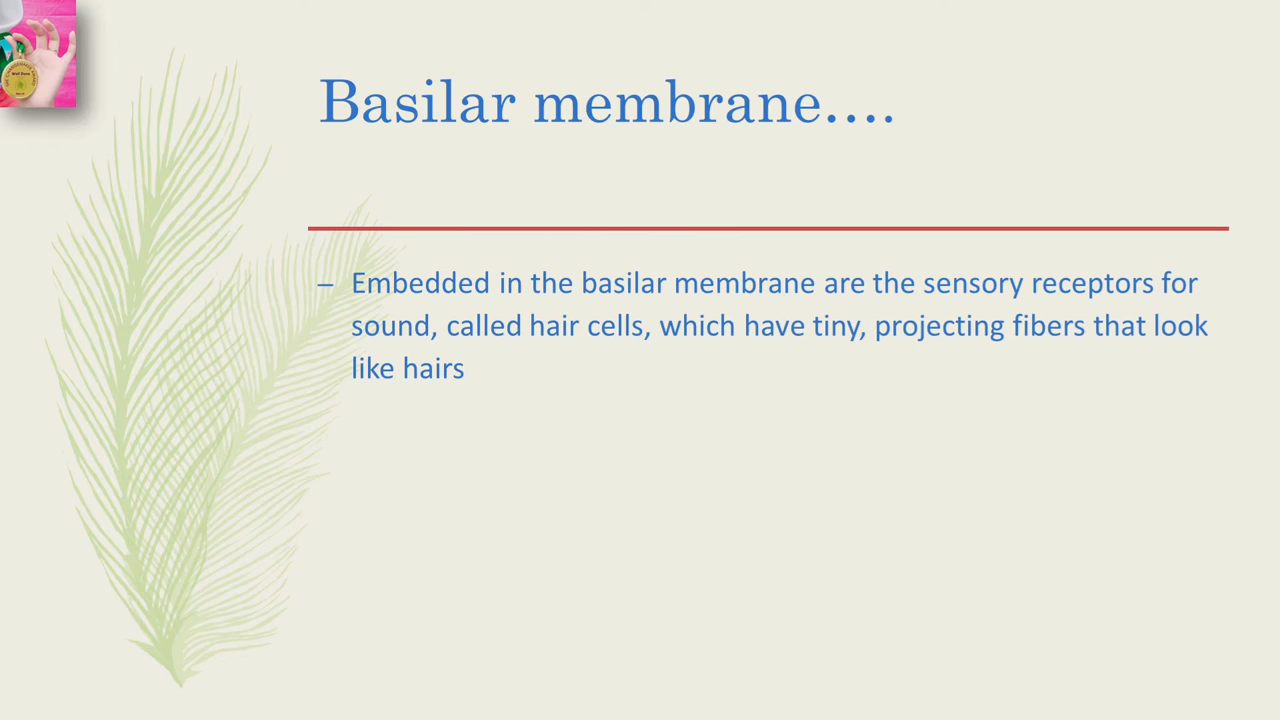 Basilar membrane....
– Embedded in the basilar membrane are the sensory receptors for
sound, called hair cells, which have tiny, projecting fibers that look
like hairs